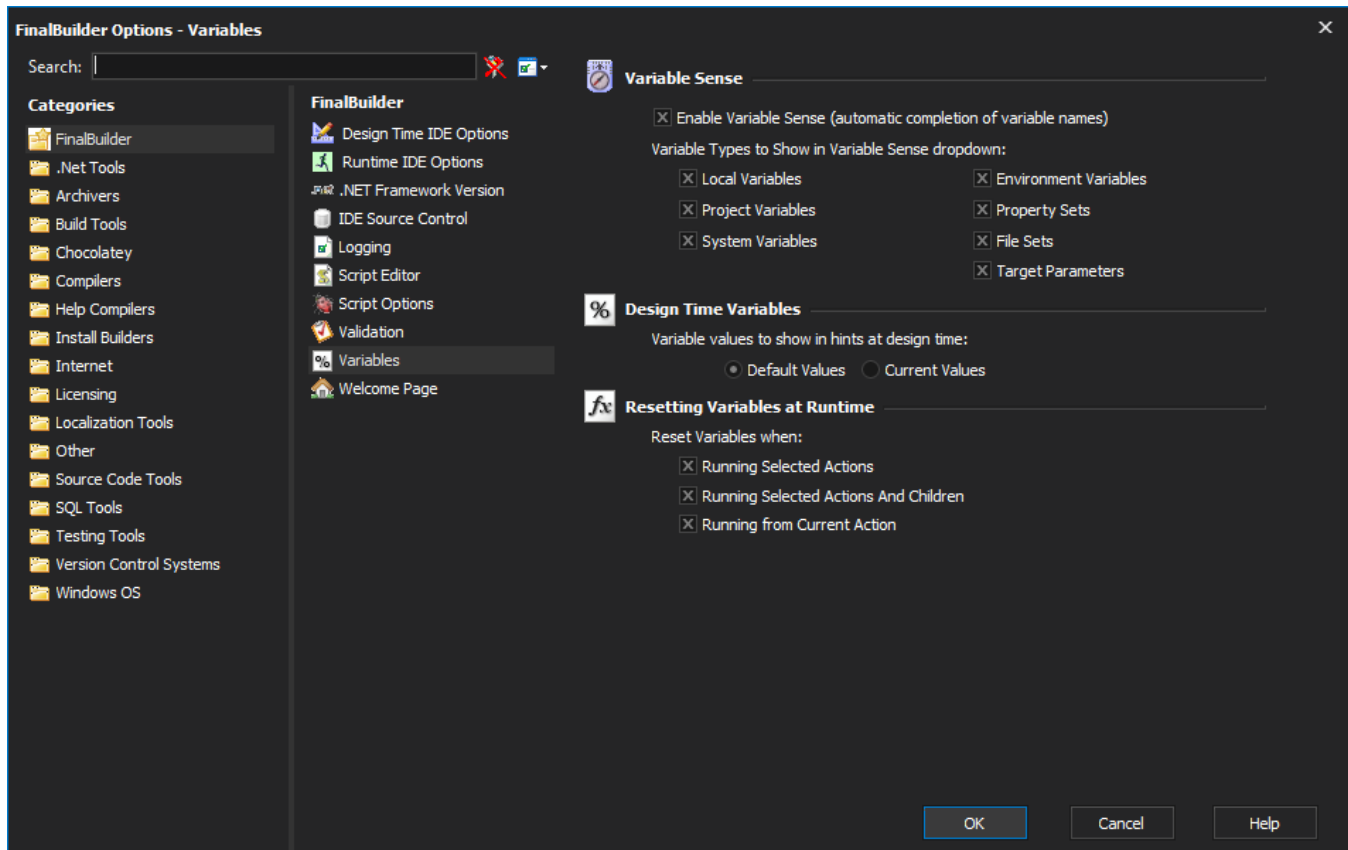 FinalBuilder Options - Variables
Search:
Categories
FinalBuilder
.Net Tools
Archivers
Build Tools
Chocolatey
Compilers
Help Compilers
Install Builders
Internet
Licensing
Localization Tools
Other
Source Code Tools
SQL Tools
Testing Tools
Version Control Systems
Windows OS
FinalBuilder
Design Time IDE Options
Runtime IDE Options
.NET Framework Version
IDE Source Control
Logging
Script Editor
Script Options
Validation
% Variables
Welcome Page
Variable Sense
Enable Variable Sense (automatic completion of variable names)
Variable Types to Show in Variable Sense dropdown:
Local Variables
Environment Variables
Project Variables
Property Sets
System Variables
File Sets
Target Parameters
% Design Time Variables
Variable values to show in hints at design time:
Default Values
Current Values
fx Resetting Variables at Runtime
Reset Variables when:
Running Selected Actions
Running Selected Actions And Children
Running from Current Action
OK
Cancel
Help